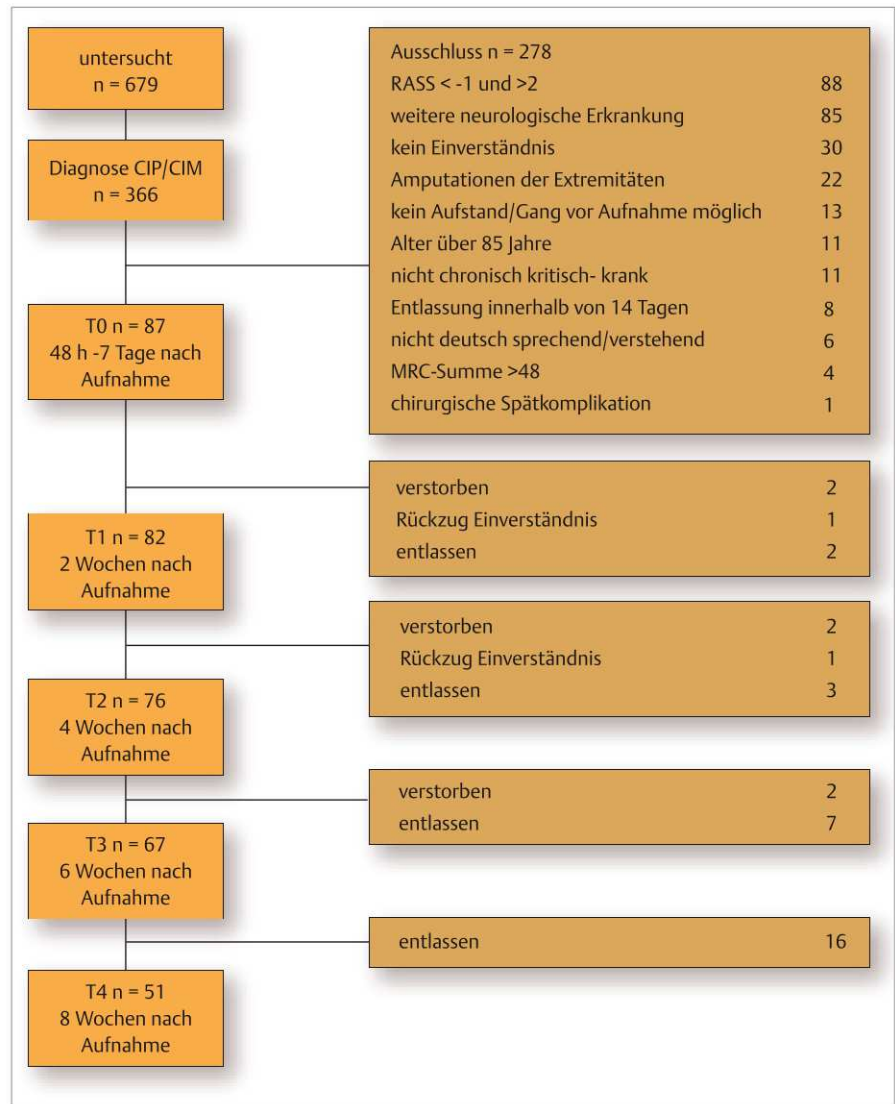 untersucht
n = 679
Diagnose CIP/CIM
n = 366
Ausschluss n = 278
RASS < -1 und >2 88
weitere neurologische Erkrankung 85
kein Einverständnis 30
Amputationen der Extremitäten 22
kein Aufstand/Gang vor Aufnahme möglich 13
Alter über 85 Jahre 11
nicht chronisch kritisch- krank 11
Entlassung innerhalb von 14 Tagen 8
nicht deutsch sprechend/verstehend 6
MRC-Summe >48 4
chirurgische Spätkomplikation 1
T0 n = 87
48 h -7 Tage nach
Aufnahme
verstorben 2
Rückzug Einverständnis 1
entlassen 2
T1 n = 82
2 Wochen nach
Aufnahme
verstorben 2
Rückzug Einverständnis 1
entlassen 3
T2 n = 76
4 Wochen nach
Aufnahme
verstorben 2
entlassen 7
T3 n = 67
6 Wochen nach
Aufnahme
entlassen 16
T4 n = 51
8 Wochen nach
Aufnahme